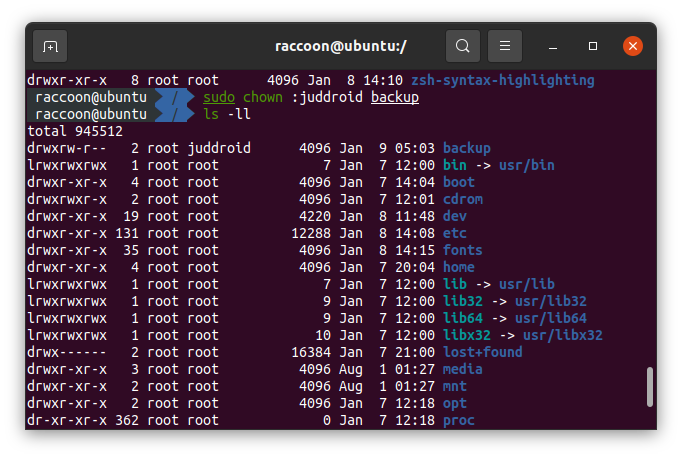 raccoon@ubuntu:/
drwxr-xr-x   8 root root      4096 Jan  8 14:10 zsh-syntax-highlighting
raccoon@ubuntu / sudo chown :juddroid backup
raccoon@ubuntu / ls -ll
total 945512
drwxrw-r--   2 root juddroid      4096 Jan  9 05:03 backup
lrwxrwxrwx   1 root root             7 Jan  7 12:00 bin -> usr/bin
drwxr-xr-x   4 root root          4096 Jan  7 14:04 boot
drwxrwxr-x   2 root root          4096 Jan  7 12:01 cdrom
drwxr-xr-x  19 root root          4220 Jan  8 11:48 dev
drwxr-xr-x 131 root root         12288 Jan  8 14:08 etc
drwxr-xr-x  35 root root          4096 Jan  8 14:15 fonts
drwxr-xr-x   4 root root          4096 Jan  7 20:04 home
lrwxrwxrwx   1 root root             7 Jan  7 12:00 lib -> usr/lib
lrwxrwxrwx   1 root root             9 Jan  7 12:00 lib32 -> usr/lib32
lrwxrwxrwx   1 root root             9 Jan  7 12:00 lib64 -> usr/lib64
lrwxrwxrwx   1 root root            10 Jan  7 12:00 libx32 -> usr/libx32
drwx------   2 root root         16384 Jan  7 21:00 lost+found
drwxr-xr-x   3 root root          4096 Aug  1 01:27 media
drwxr-xr-x   2 root root          4096 Aug  1 01:27 mnt
drwxr-xr-x   2 root root          4096 Jan  7 12:18 opt
dr-xr-xr-x 362 root root             0 Jan  7 12:18 proc